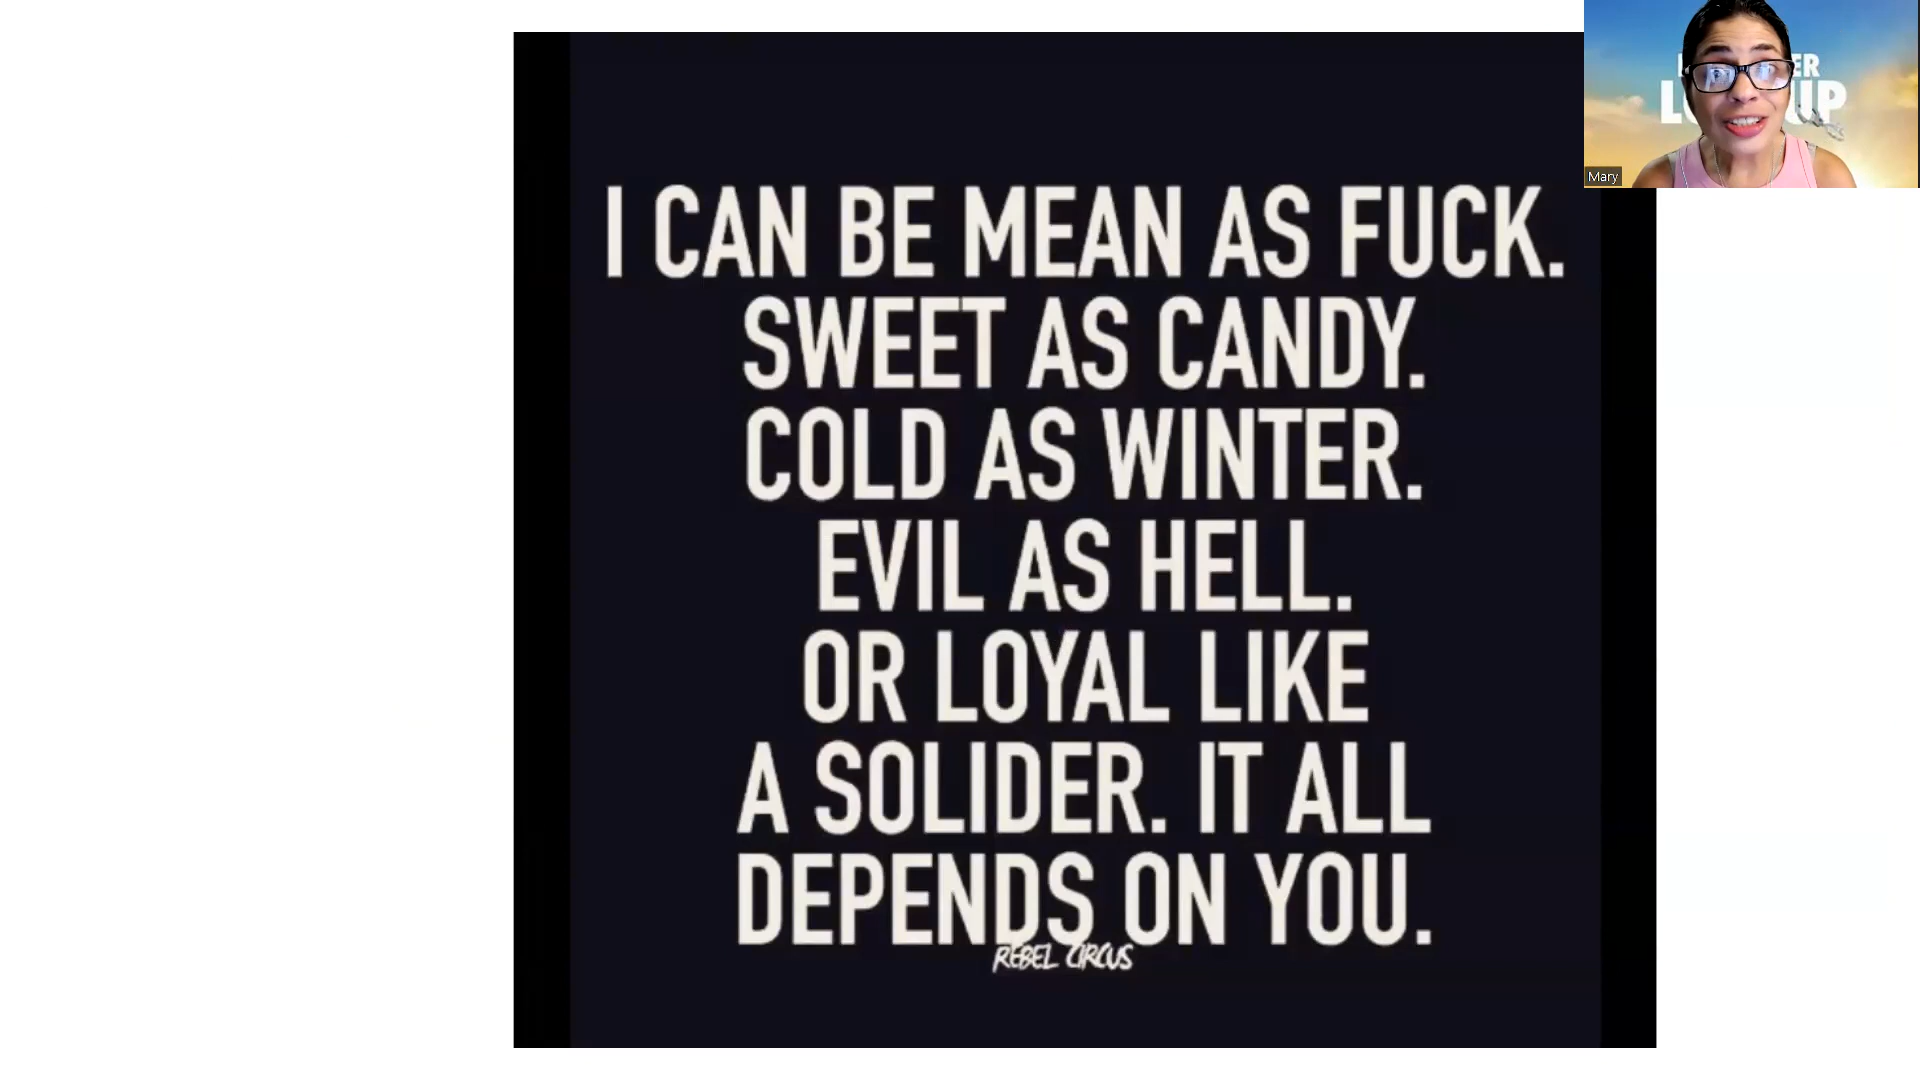 I CAN BE MEAN AS FUCK.
SWEET AS CANDY.
COLD AS WINTER.
EVIL AS HELL.
OR LOYAL LIKE
A SOLIDER. IT ALL
DEPENDS ON YOU.
REBEL CIRCUS
Mary